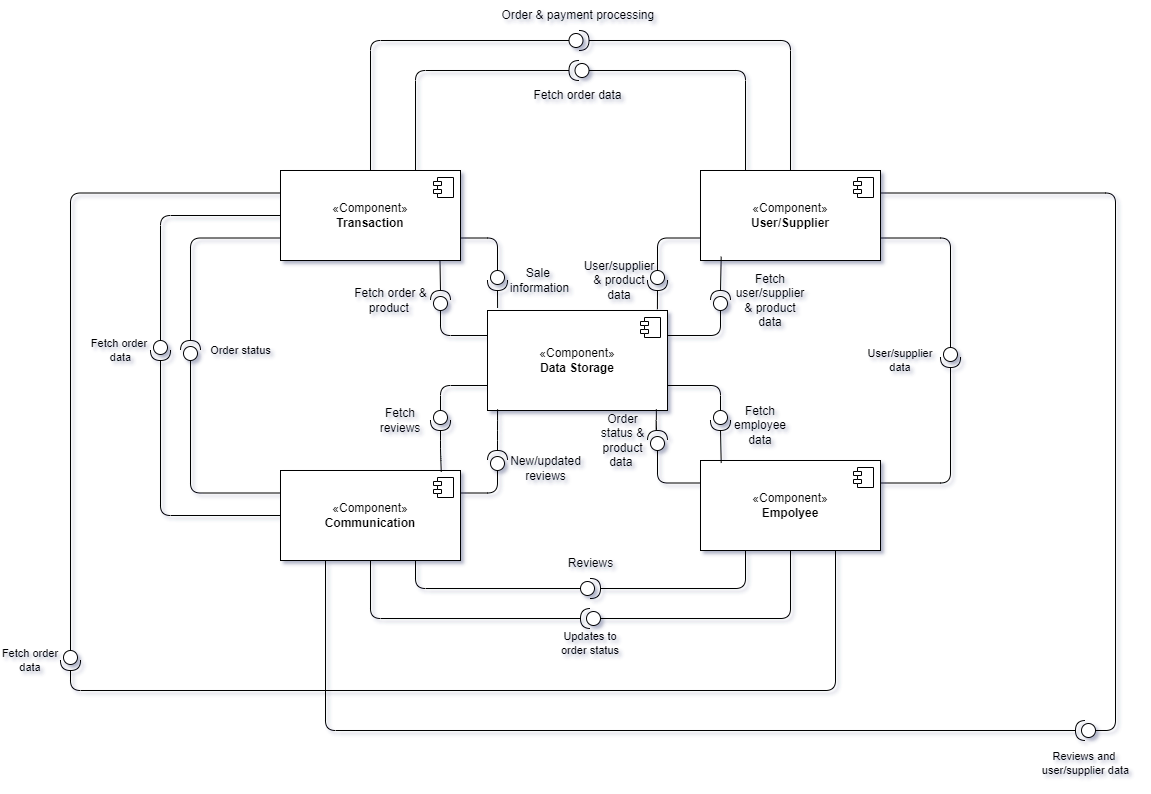 Order & payment processing
Fetch order data
«Component»
Transaction
«Component»
User/Supplier
Sale
information
User/supplier
& product
data
Fetch
user/supplier
& product
data
Fetch order &
product
Fetch order
data
Order status
«Component»
Data Storage
User/supplier
data
Fetch
reviews
Order
status &
product
data
Fetch
employee
data
New/updated
reviews
«Component»
Communication
«Component»
Empolyee
Reviews
Updates to
order status
Fetch order
data
Reviews and
user/supplier data